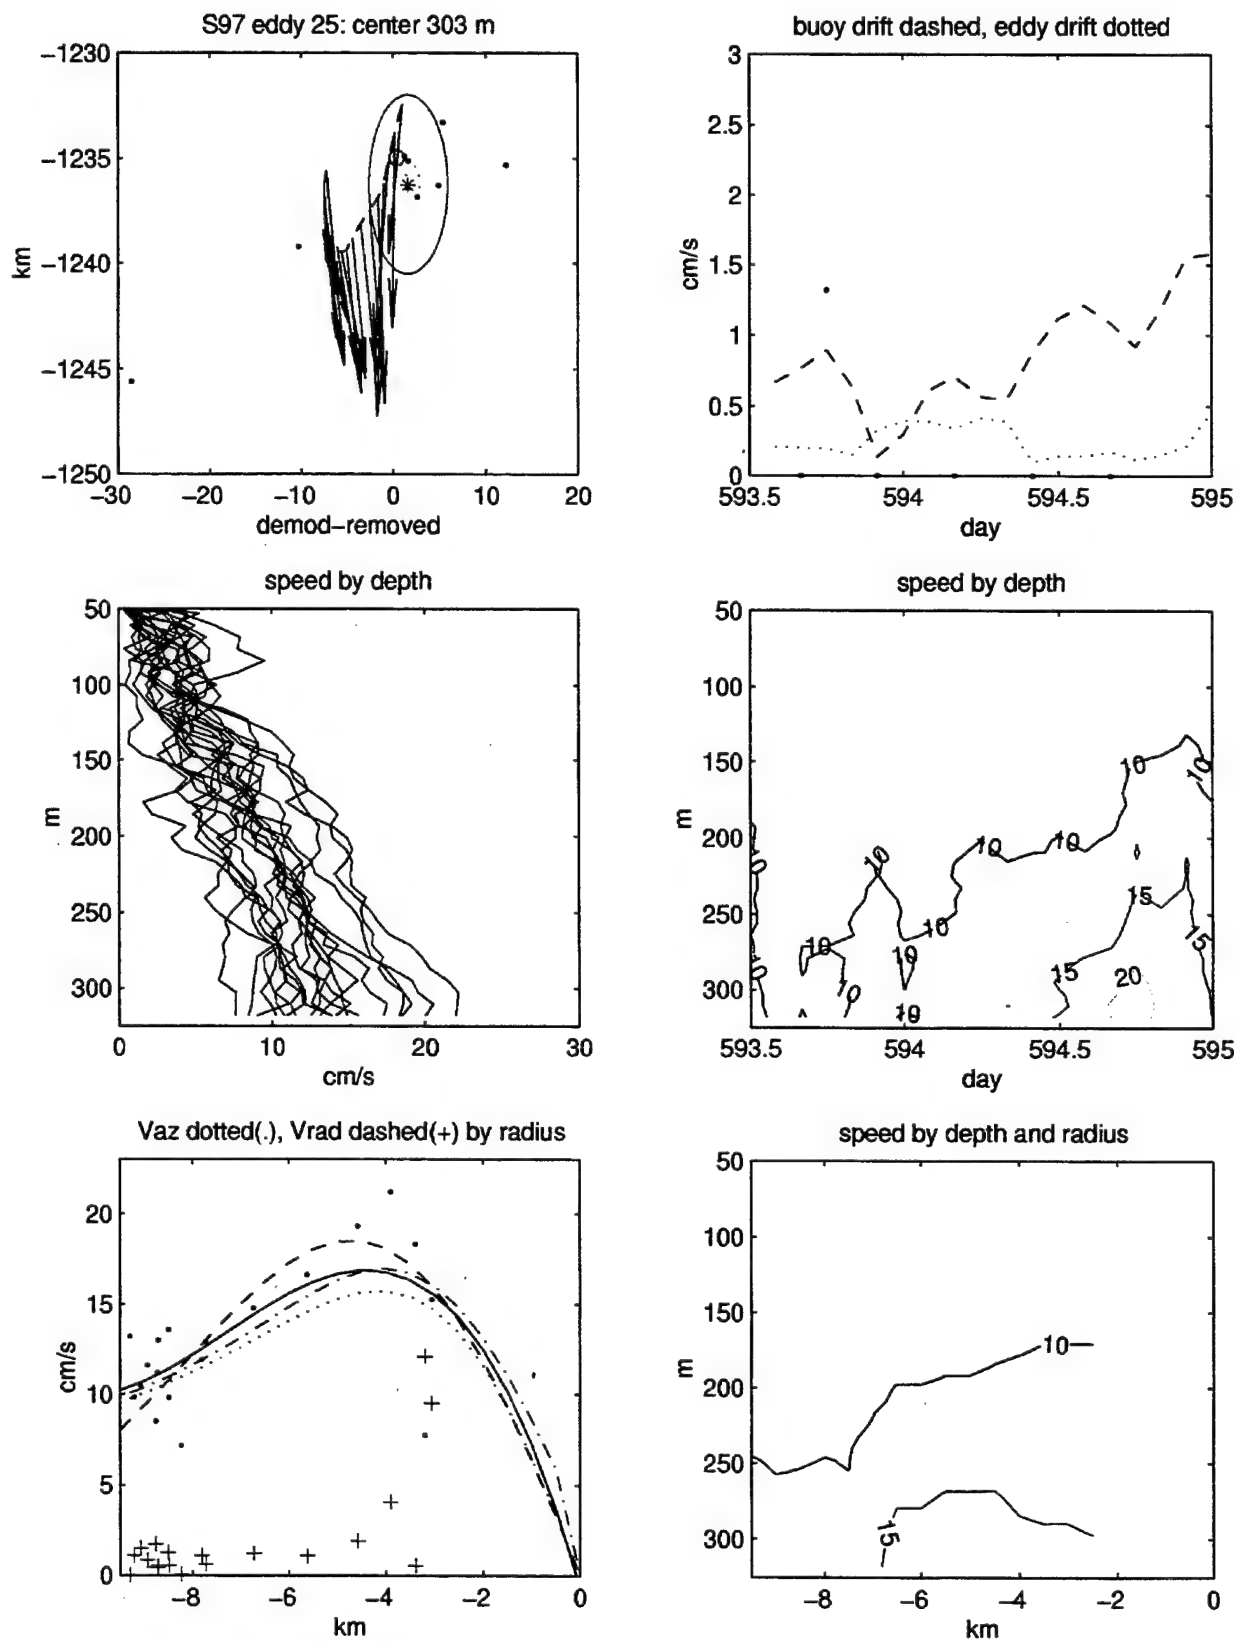 S97 eddy 25: center 303 m
−1230
−1235
−1240
−1245
−1250
km
−30 −20 −10 0 10 20
demod−removed
buoy drift dashed, eddy drift dotted
3
2.5
2
1.5
1
0.5
0
cm/s
593.5 594 594.5 595
day
speed by depth
50
100
150
200
250
300
m
0 10 20 30
cm/s
speed by depth
50
100
150
200
250
300
m
10
10
10
10
10
10
10
10
10
10
10
10
15
15
15
20
593.5 594 594.5 595
day
Vaz dotted(.), Vrad dashed(+) by radius
20
15
10
5
0
cm/s
−8 −6 −4 −2 0
km
speed by depth and radius
50
100
150
200
250
300
m
10
15
−8 −6 −4 −2 0
km